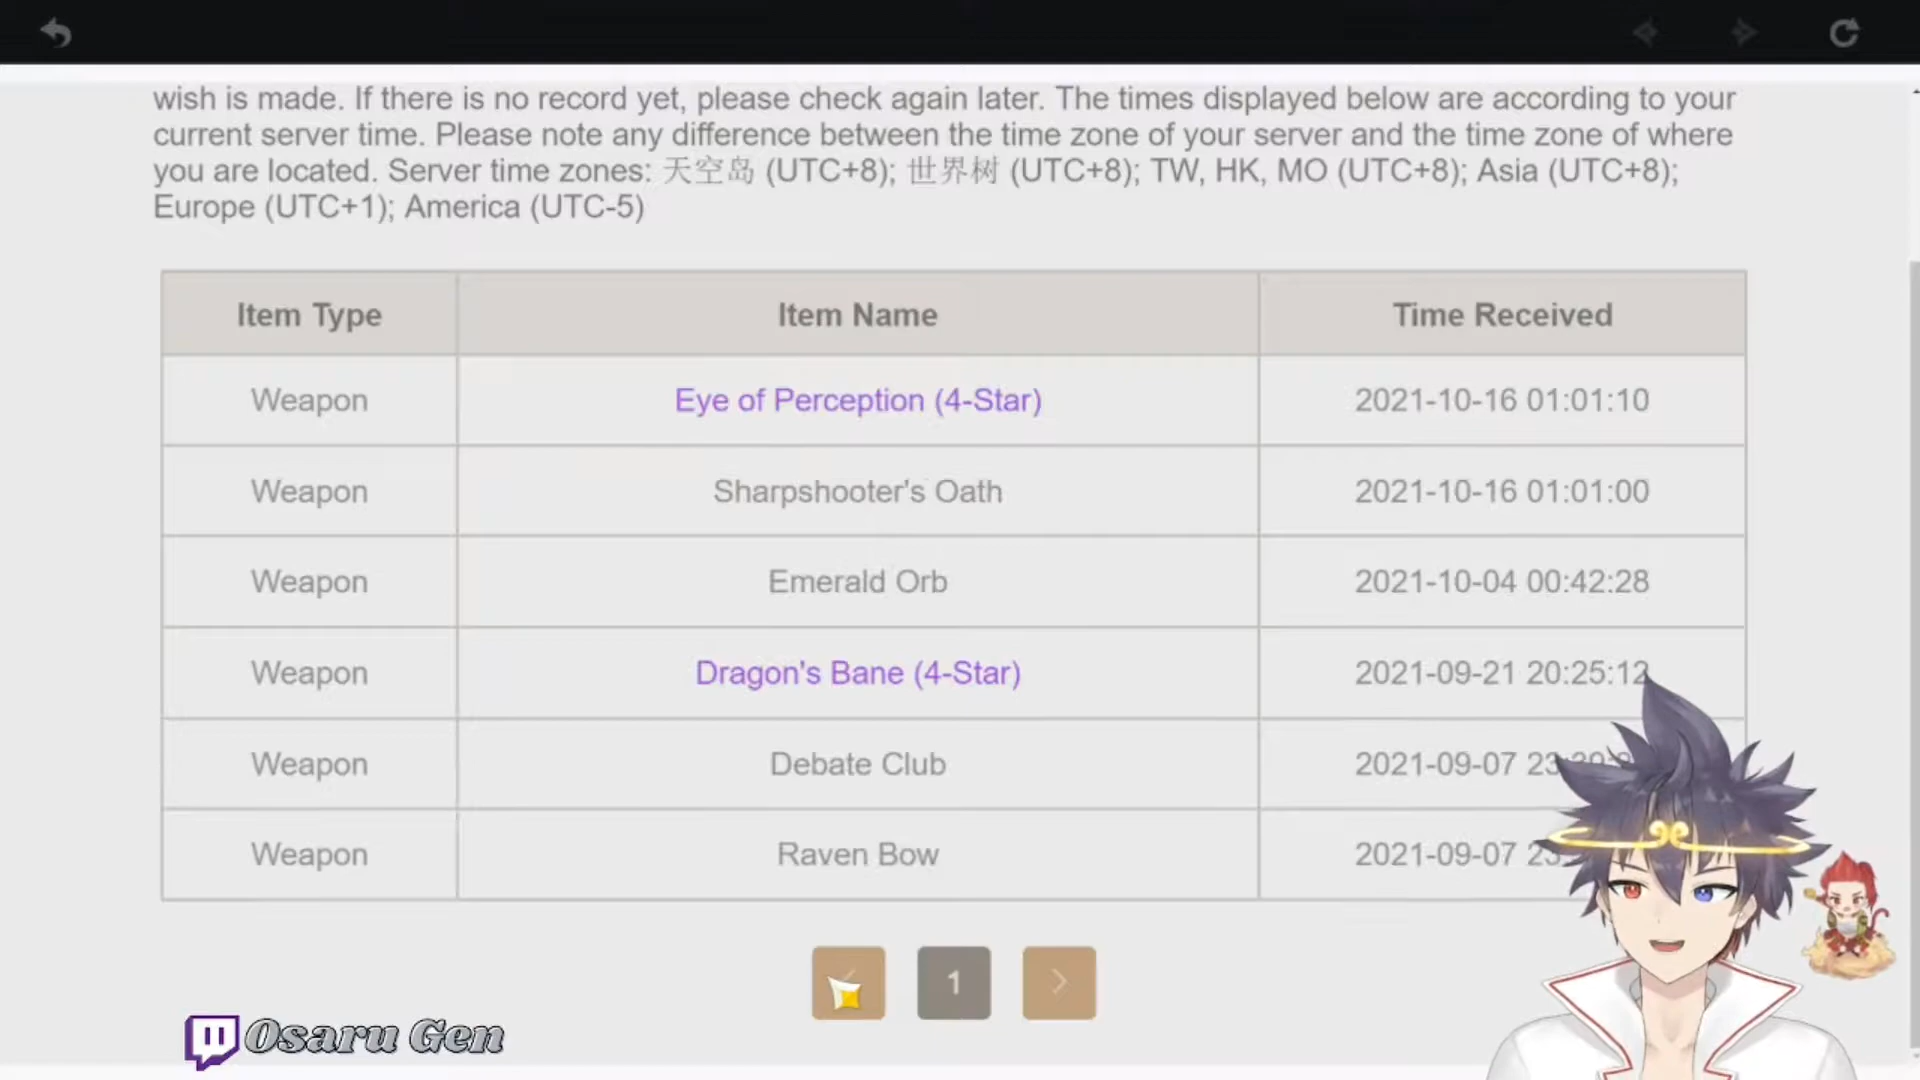 wish is made. If there is no record yet, please check again later. The times displayed below are according to your
current server time. Please note any difference between the time zone of your server and the time zone of where
you are located. Server time zones: 天空岛 (UTC+8); 世界树 (UTC+8); TW, HK, MO (UTC+8); Asia (UTC+8);
Europe (UTC+1); America (UTC-5)
Item Type Item Name Time Received
Weapon Eye of Perception (4-Star) 2021-10-16 01:01:10
Weapon Sharpshooter's Oath 2021-10-16 01:01:00
Weapon Emerald Orb 2021-10-04 00:42:28
Weapon Dragon's Bane (4-Star) 2021-09-21 20:25:12
Weapon Debate Club 2021-09-07
Weapon Raven Bow 2021-09-07
1
Osaru Gen